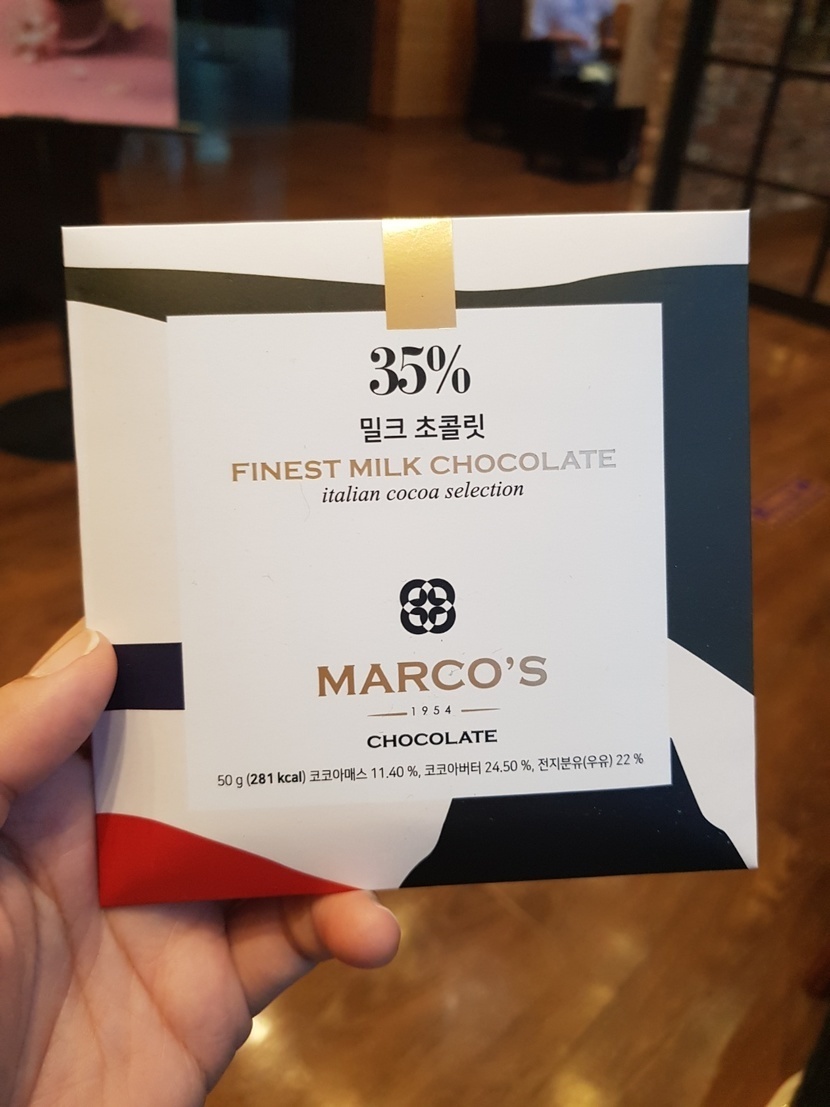 35%
밀크 초콜릿
FINEST MILK CHOCOLATE
italian cocoa selection
MARCO'S
1954
CHOCOLATE
50 g (281 kcal) 코코아매스 11.40 %, 코코아버터 24.50 %, 전지분유(우유) 22 %